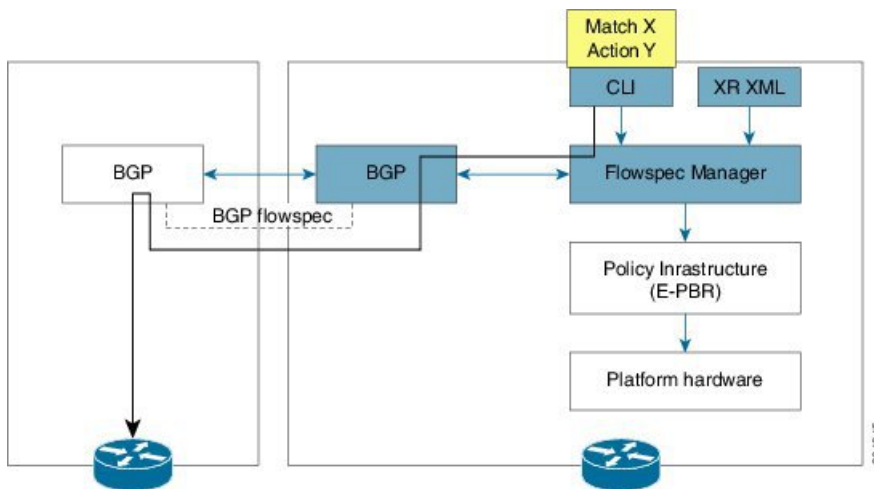 Match X
Action Y
CLI
XR XML
BGP
BGP
Flowspec Manager
BGP flowspec
Policy Inrastructure
(E-PBR)
Platform hardware